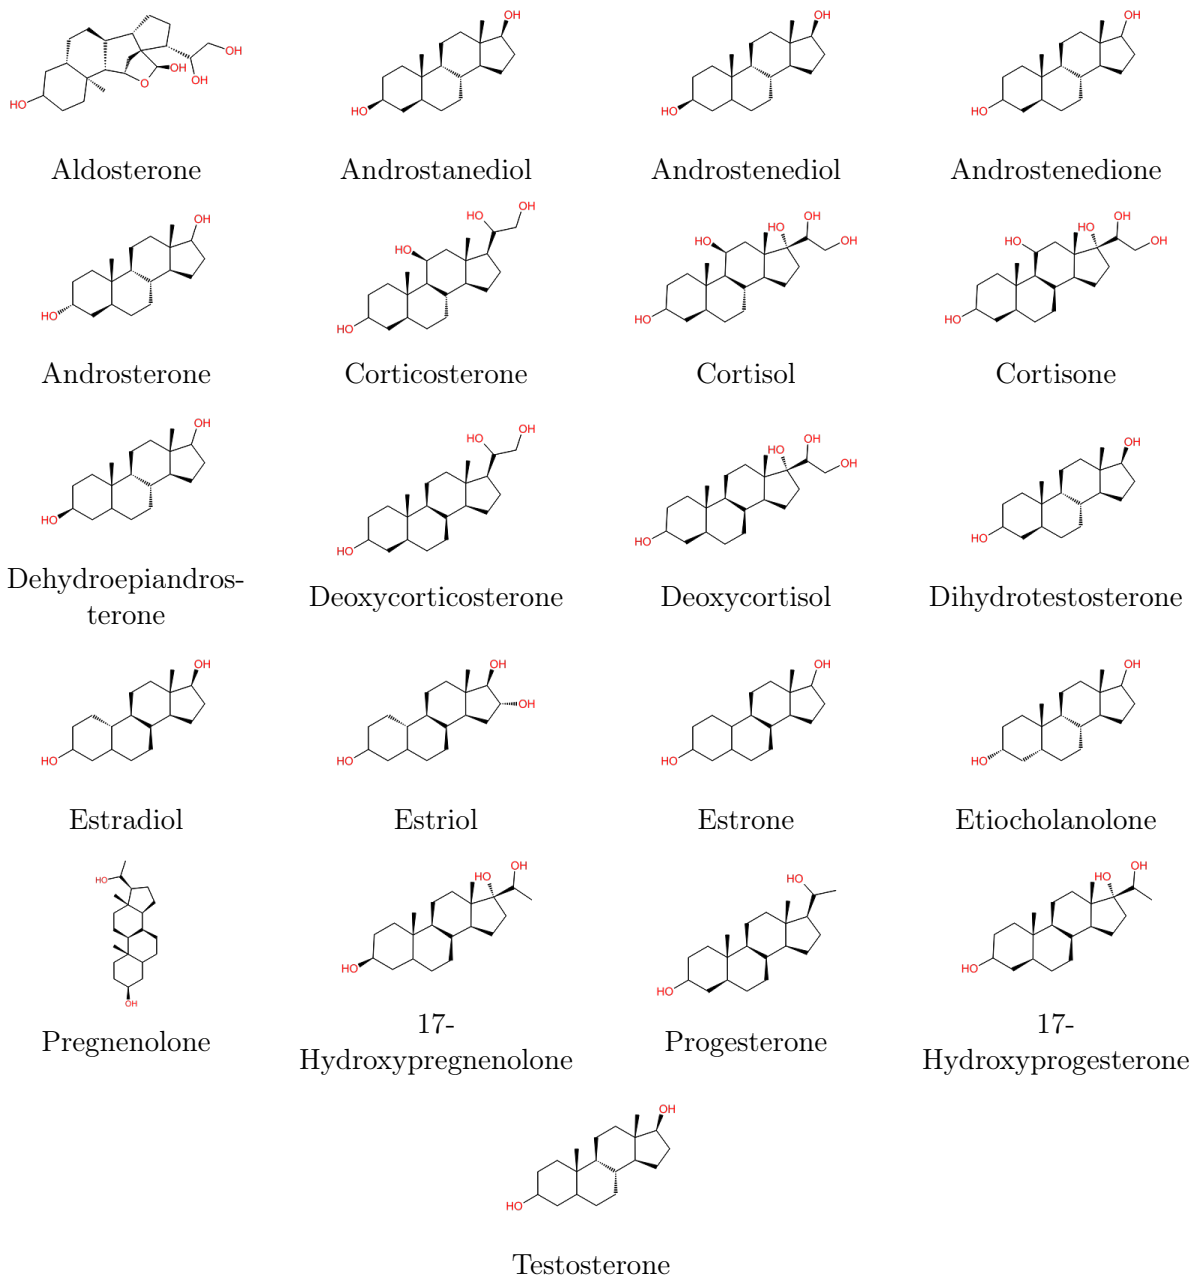 OH
OH
OH
OH
HO
OH
OH
O
HO
HO
HO
HO
Aldosterone
Androstanediol
Androstenediol
Androstenedione
OH
HO
OH
HO
OH
HO
OH
HO
OH
HO
OH
HO
OH
HO
HO
HO
HO
OH
Androsterone
Corticosterone
Cortisol
Cortisone
OH
HO
HO
OH
HO
HO
OH
OH
HO
OH
HO
Dehydroepiandros-
terone
Deoxycorticosterone
Deoxycortisol
Dihydrotestosterone
OH
HO
OH
OH
HO
OH
HO
OH
HO
Estradiol
Estriol
Estrone
Etiocholanolone
HO
OH
HO
OH
HO
HO
HO
HO
OH
HO
Pregnenolone
17-
Hydroxypregnenolone
Progesterone
17-
Hydroxyprogesterone
OH
HO
Testosterone